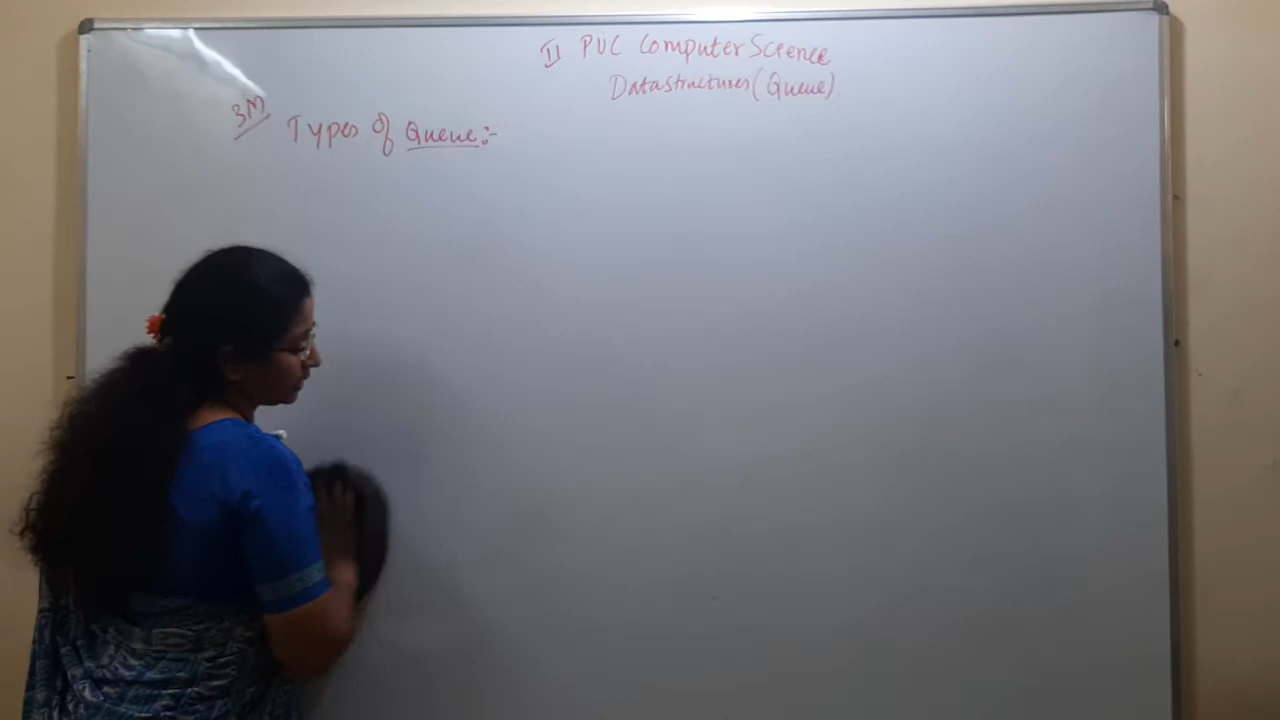 II PUC Computer Science
Datastructures (Queue)
3M Types of Queue:-